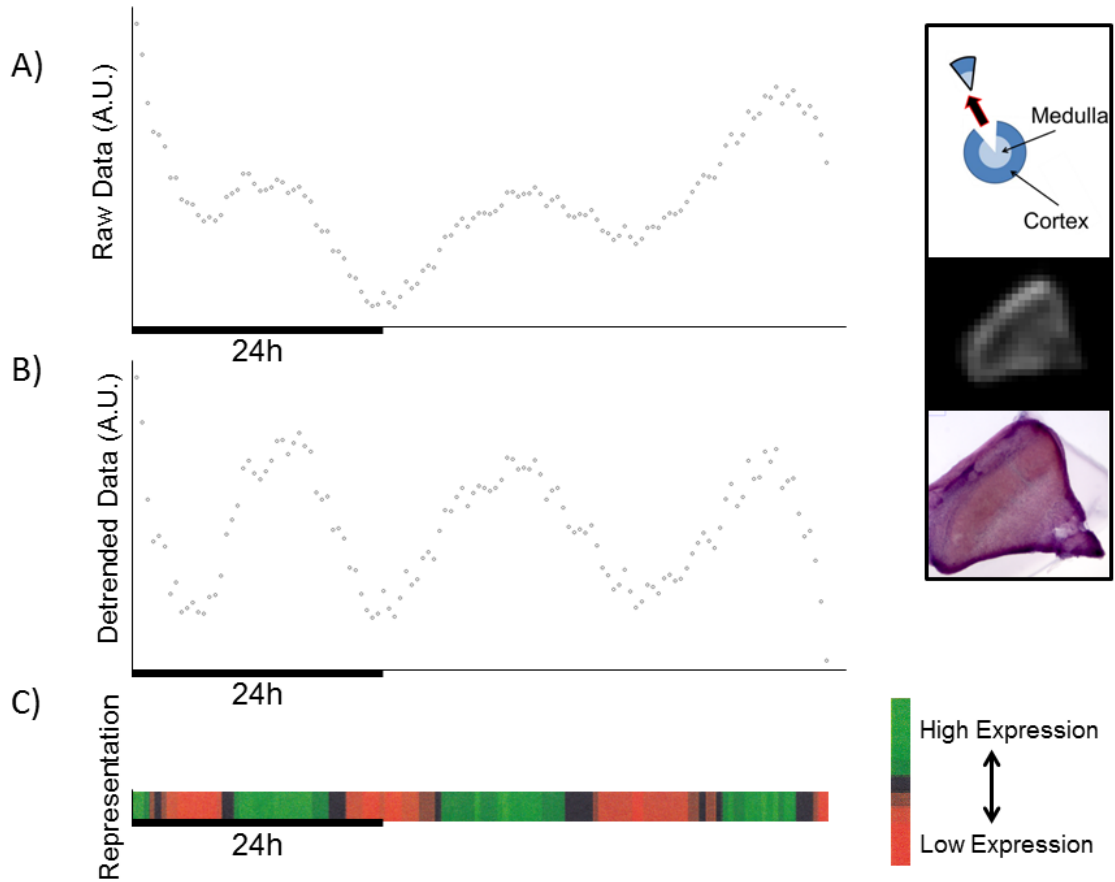 A)
Raw Data (A.U.)
24h
B)
Detrended Data (A.U.)
24h
C)
Representation
24h
Medulla
Cortex
High Expression
Low Expression